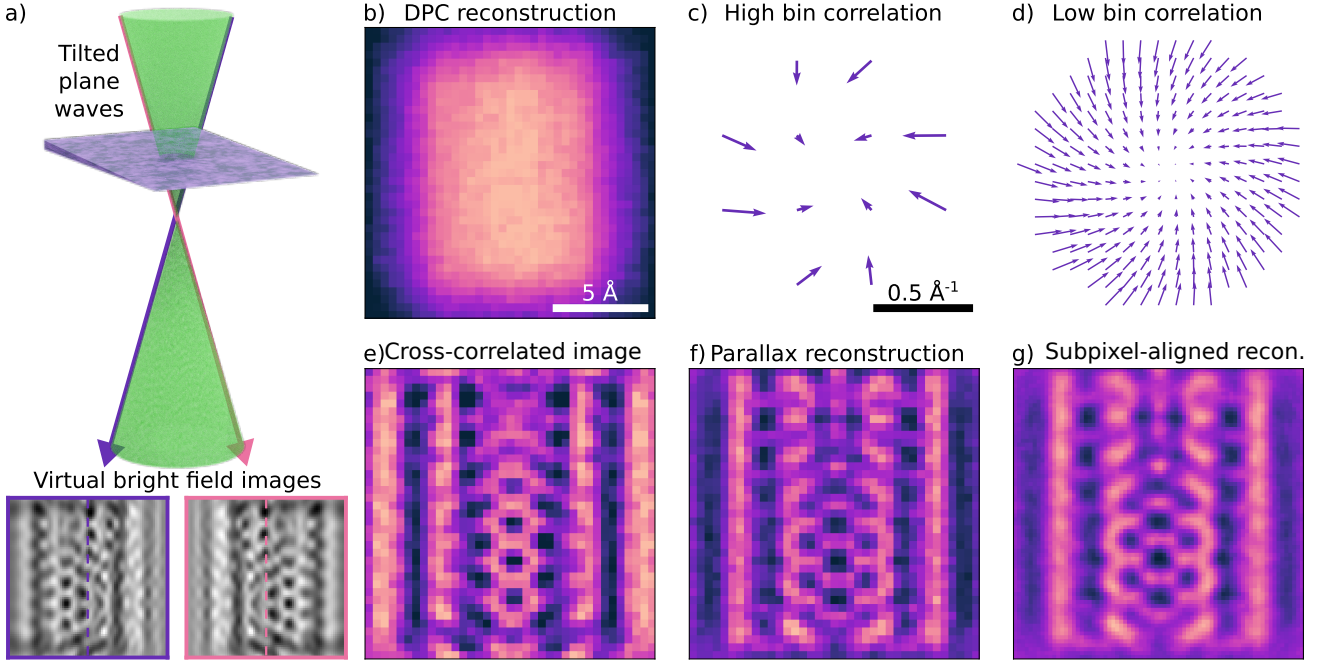 a)
Tilted
plane
waves
Virtual bright field images
b) DPC reconstruction
5 Å
c) High bin correlation
0.5 Å-1
d) Low bin correlation
e)Cross-correlated image
f) Parallax reconstruction
g) Subpixel-aligned recon.